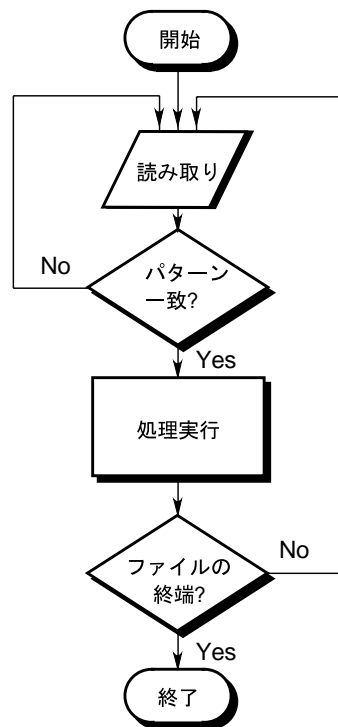 開始
読み取り
No
パターン
一致?
Yes
処理実行
ファイルの
終端?
No
Yes
終了